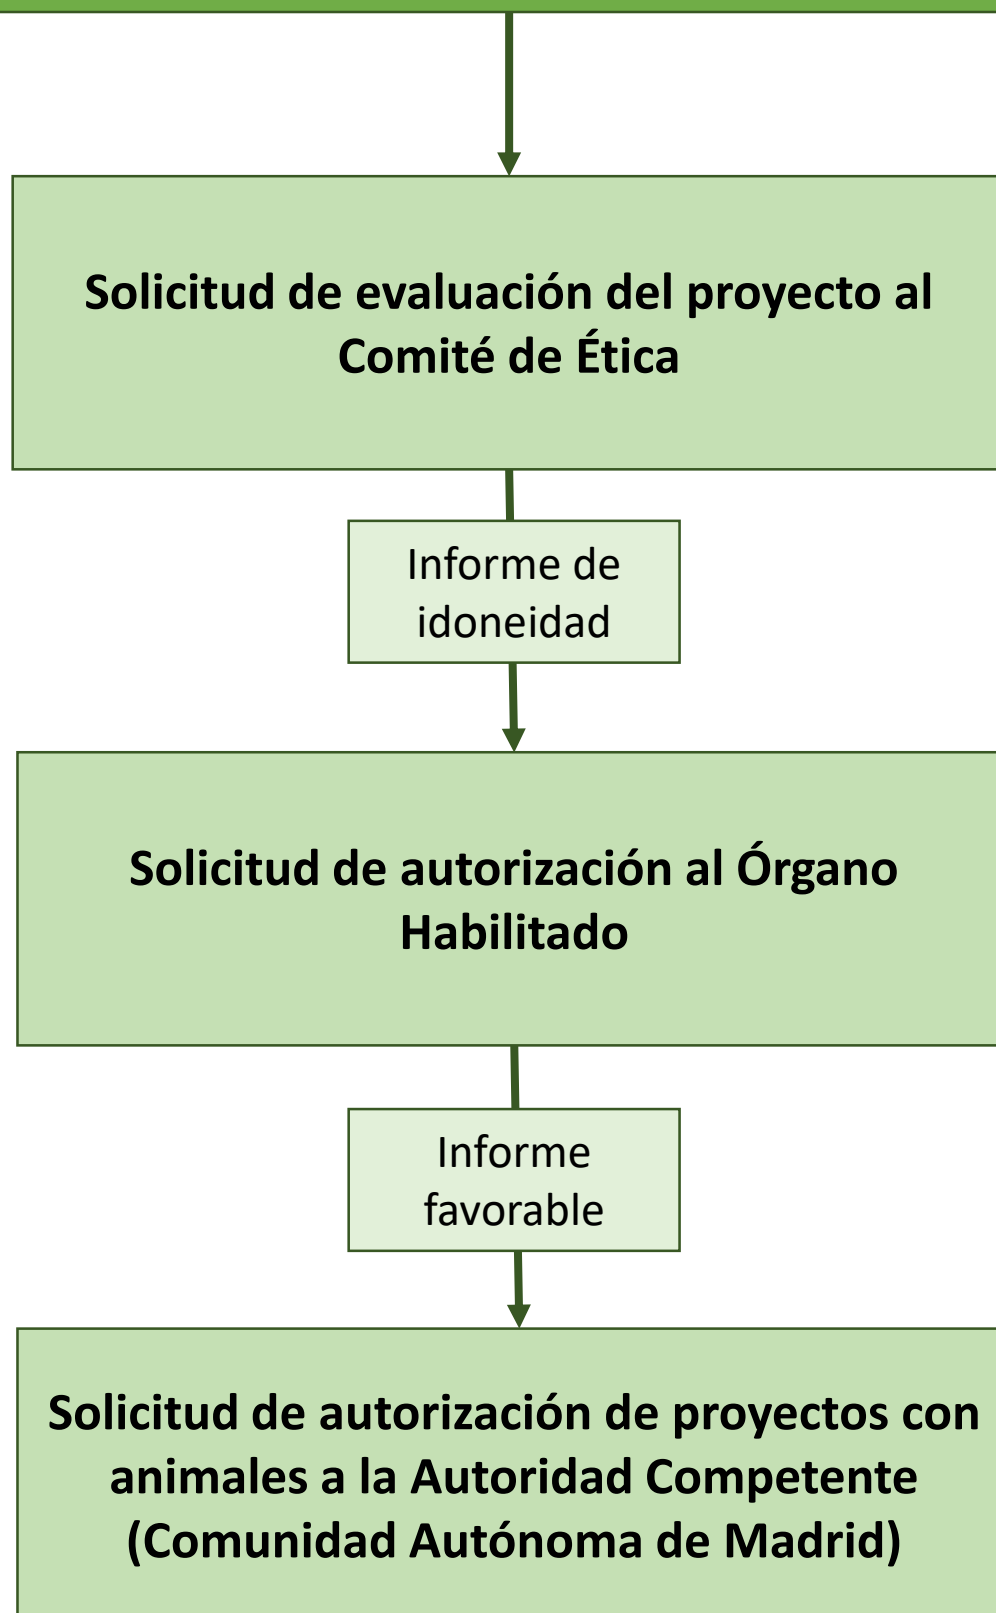 Solicitud de evaluación del proyecto al
Comité de Ética
Informe de
idoneidad
Solicitud de autorización al Órgano
Habilitado
Informe
favorable
Solicitud de autorización de proyectos con
animales a la Autoridad Competente
(Comunidad Autónoma de Madrid)